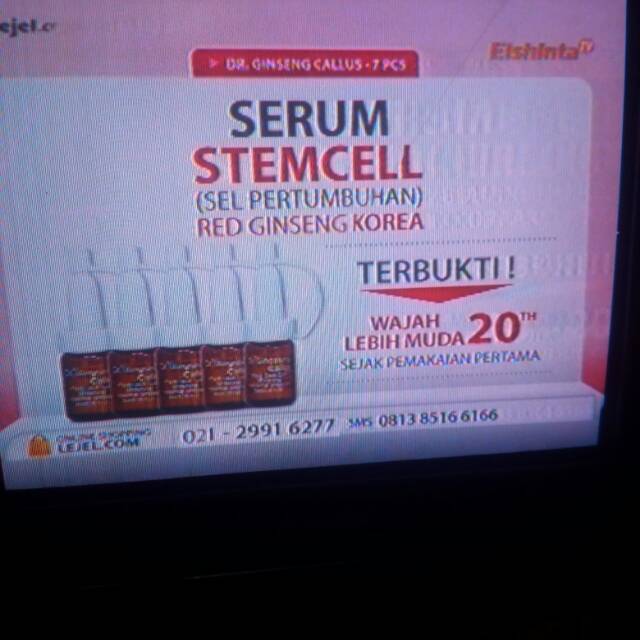 Elshinta TV
DR. GINSENG CALLUS - 7 PCS
SERUM
STEMCELL
(SEL PERTUMBUHAN)
RED GINSENG KOREA
TERBUKTI !
WAJAH
LEBIH MUDA 20TH
SEJAK PEMAKAIAN PERTAMA
ONLINE SHOPPING
LEJEL.COM
021 - 2991 6277 SMS 0813 8516 6166